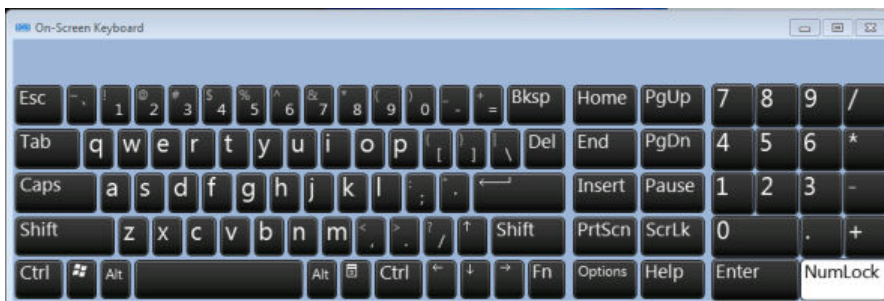 On-Screen Keyboard
Esc ~ ` ! 1 @ 2 # 3 $ 4 % 5 ^ 6 & 7 * 8 ( 9 ) 0 _ - + = Bksp Home PgUp 7 8 9 /
Tab q w e r t y u i o p { [ } ] | \ Del End PgDn 4 5 6 *
Caps a s d f g h j k l : ; " ' Insert Pause 1 2 3 -
Shift z x c v b n m < , > . ? / ↑ Shift PrtScn ScrLk 0 . +
Ctrl Alt Alt Ctrl ← ↓ → Fn Options Help Enter NumLock